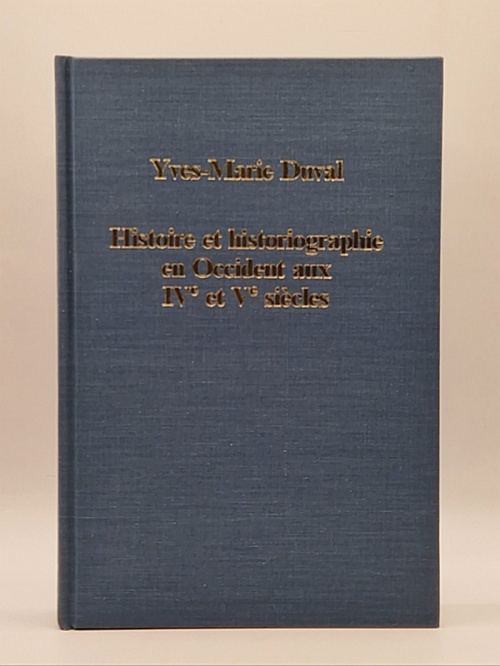 Yves-Marie Duval
Histoire et historiographie
en Occident aux
IVᵉ et Vᵉ siècles